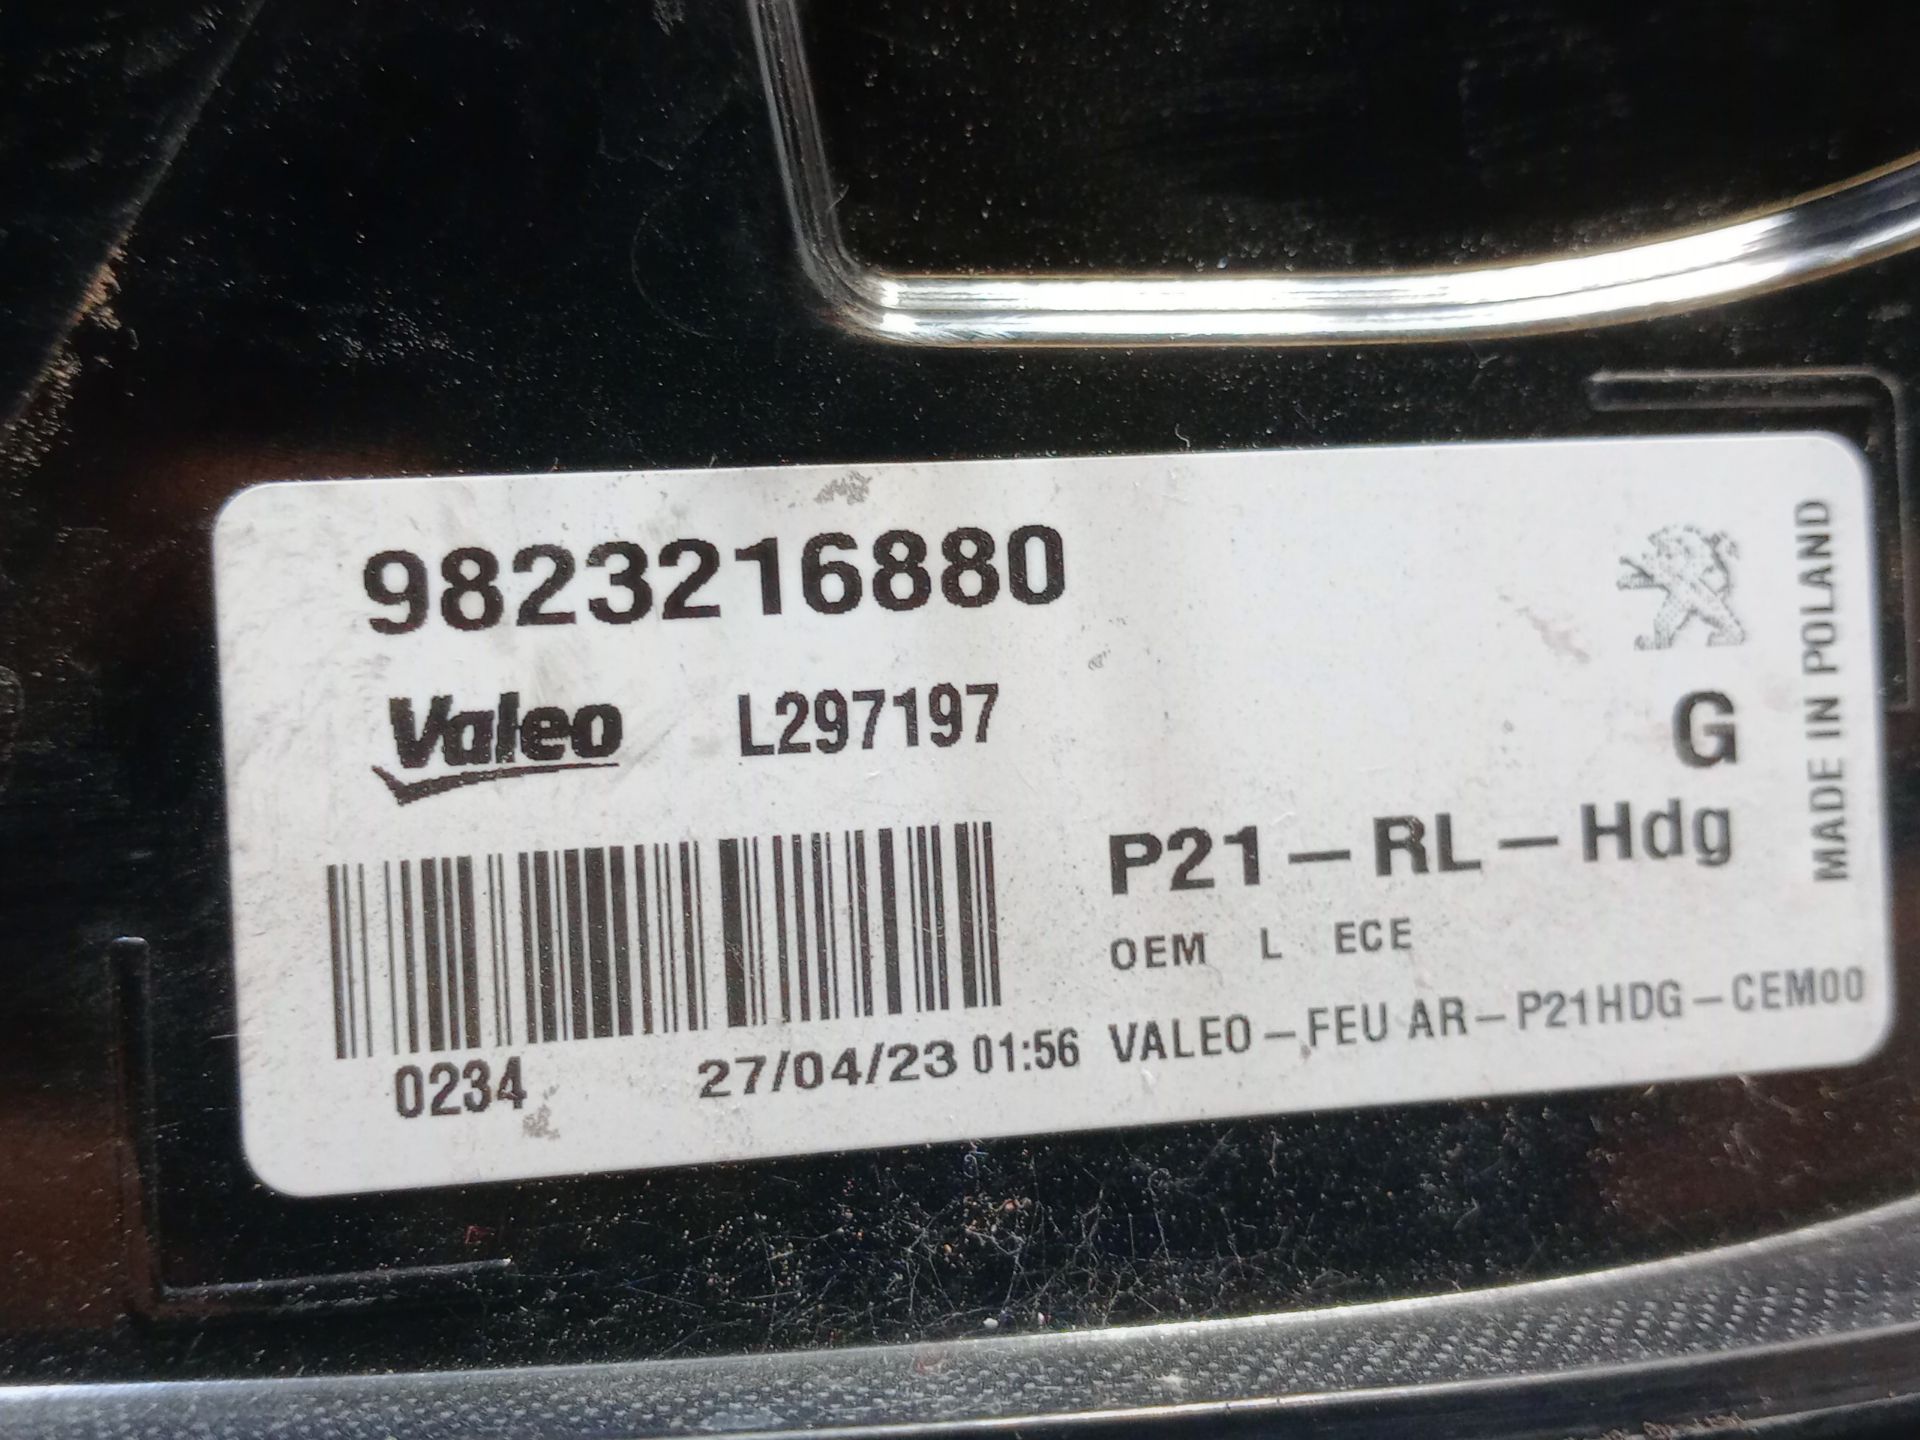 9823216880
Valeo L297197
G
P21-RL-Hdg
OEM L ECE
0234 27/04/23 01:56 VALEO-FEU AR-P21HDG-CEM00
MADE IN POLAND